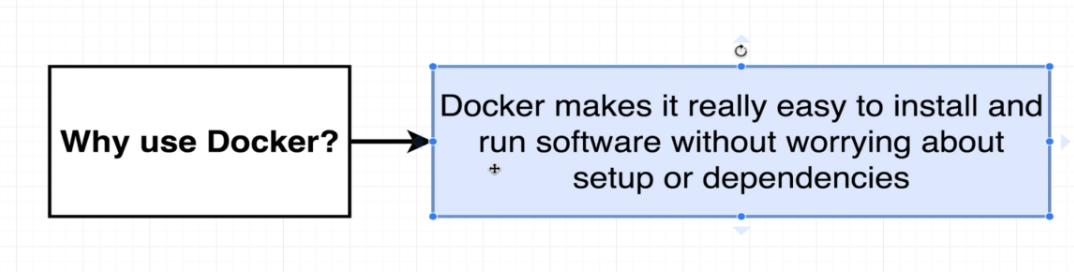 Why use Docker?
Docker makes it really easy to install and
run software without worrying about
setup or dependencies